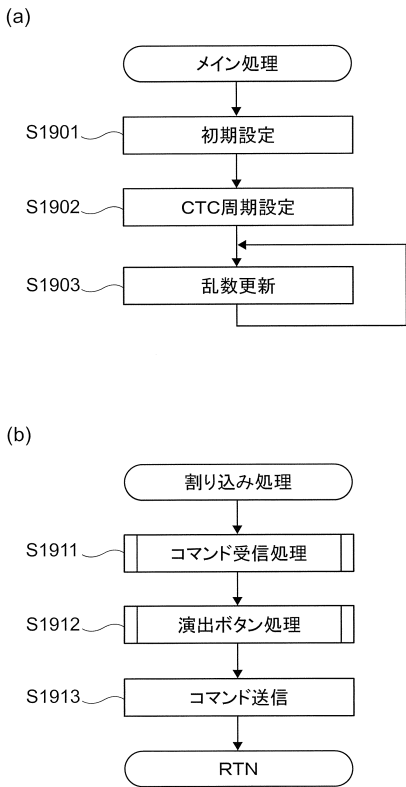 (a)
メイン処理
S1901
初期設定
S1902
CTC周期設定
S1903
乱数更新
(b)
割り込み処理
S1911
コマンド受信処理
S1912
演出ボタン処理
S1913
コマンド送信
RTN